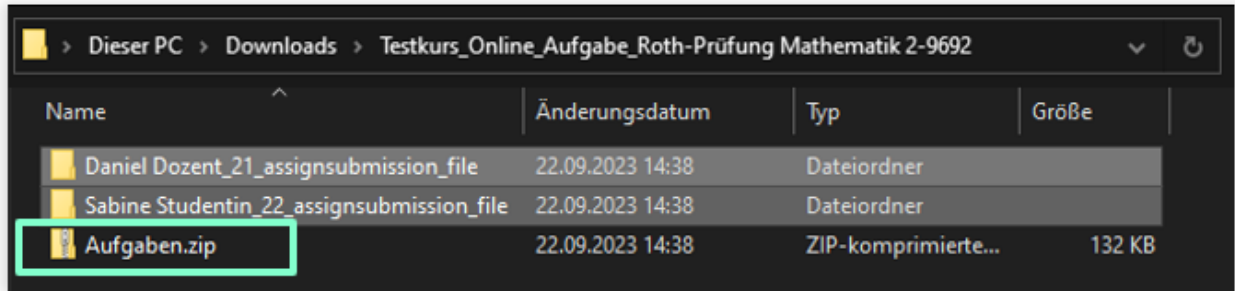 Dieser PC > Downloads > Testkurs_Online_Aufgabe_Roth-Prüfung Mathematik 2-9692
Name Änderungsdatum Typ Größe
Daniel Dozent_21_assignsubmission_file 22.09.2023 14:38 Dateiordner
Sabine Studentin_22_assignsubmission_file 22.09.2023 14:38 Dateiordner
Aufgaben.zip 22.09.2023 14:38 ZIP-komprimierte... 132 KB